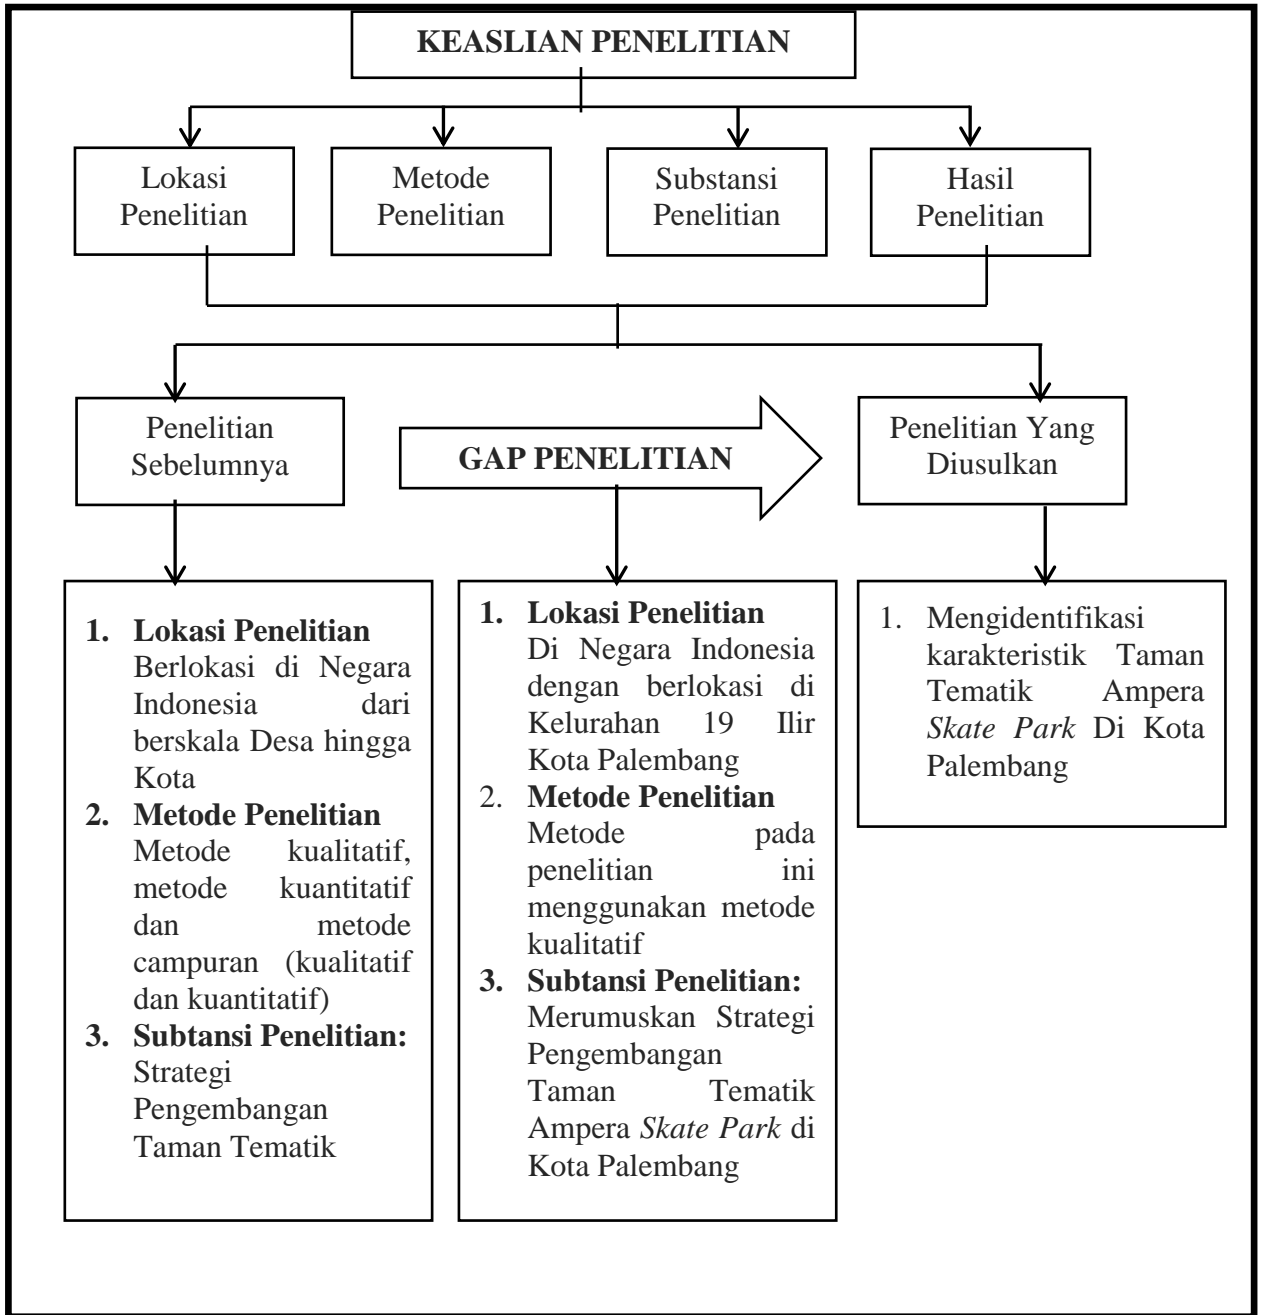 KEASLIAN PENELITIAN
Lokasi
Penelitian
Metode
Penelitian
Substansi
Penelitian
Hasil
Penelitian
Penelitian
Sebelumnya
GAP PENELITIAN
Penelitian Yang
Diusulkan
1. Lokasi Penelitian
Berlokasi di Negara
Indonesia dari
berskala Desa hingga
Kota
2. Metode Penelitian
Metode kualitatif,
metode kuantitatif
dan metode
campuran (kualitatif
dan kuantitatif)
3. Subtansi Penelitian:
Strategi
Pengembangan
Taman Tematik
1. Lokasi Penelitian
Di Negara Indonesia
dengan berlokasi di
Kelurahan 19 Ilir
Kota Palembang
2. Metode Penelitian
Metode pada
penelitian ini
menggunakan metode
kualitatif
3. Subtansi Penelitian:
Merumuskan Strategi
Pengembangan
Taman Tematik
Ampera Skate Park di
Kota Palembang
1. Mengidentifikasi
karakteristik Taman
Tematik Ampera
Skate Park Di Kota
Palembang